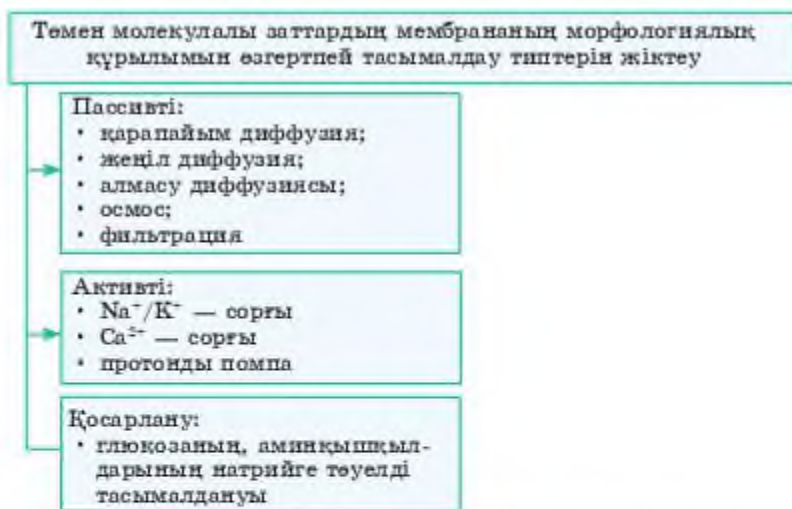 Төмен молекулалы заттардың мембрананың морфологиялық
құрылымын өзгертпей тасымалдау типтерін жіктеу
Пассивті:
• қарапайым диффузия;
• жеңіл диффузия;
• алмасу диффузиясы;
• осмос;
• фильтрация
Активті:
• Na⁺/K⁺ — сорғы
• Ca²⁺ — сорғы
• протонды помпа
Қосарлану:
• глюкозаның, аминқышқыл-
дарының натрийге тәуелді
тасымалдануы